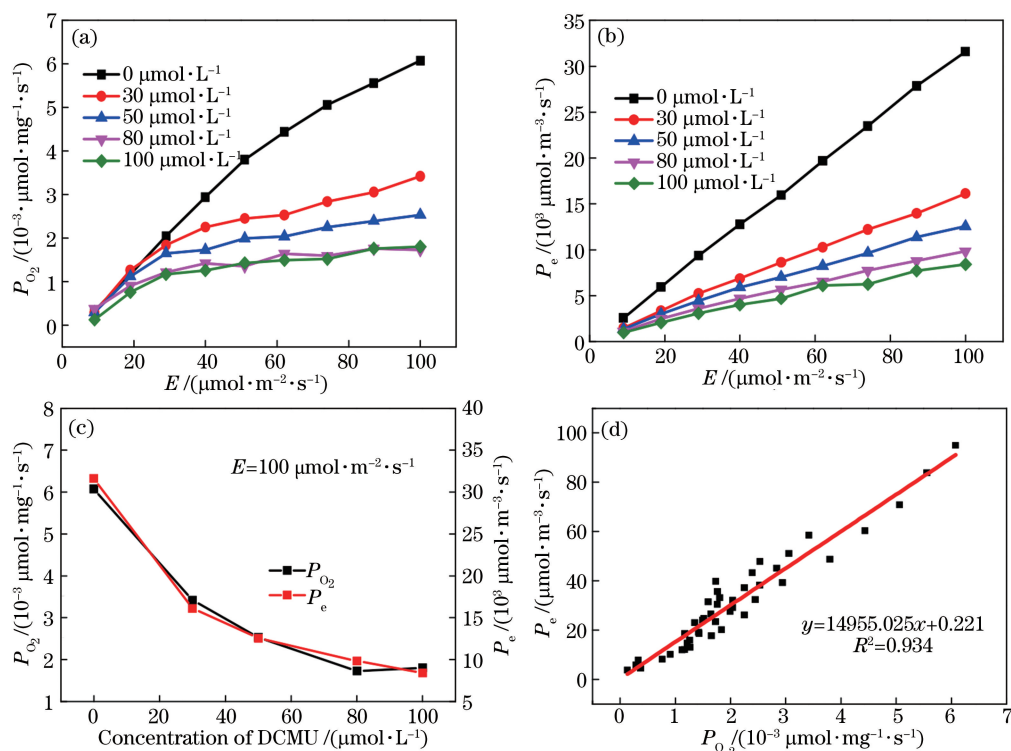 (a)
0 μmol·L⁻¹
30 μmol·L⁻¹
50 μmol·L⁻¹
80 μmol·L⁻¹
100 μmol·L⁻¹
P_O₂ /(10⁻³·μmol·mg⁻¹·s⁻¹)
7
6
5
4
3
2
1
0
0 20 40 60 80 100
E /(μmol·m⁻²·s⁻¹)
(b)
0 μmol·L⁻¹
30 μmol·L⁻¹
50 μmol·L⁻¹
80 μmol·L⁻¹
100 μmol·L⁻¹
P_e /(10³ μmol·m⁻³·s⁻¹)
35
30
25
20
15
10
5
0
0 20 40 60 80 100
E /(μmol·m⁻²·s⁻¹)
(c)
E=100 μmol·m⁻²·s⁻¹
P_O₂
P_e
P_O₂ /(10⁻³ μmol·mg⁻¹·s⁻¹)
8
7
6
5
4
3
2
1
P_e /(10³ μmol·m⁻³·s⁻¹)
40
35
30
25
20
15
10
5
0 20 40 60 80 100
Concentration of DCMU /(μmol·L⁻¹)
(d)
y=14955.025x+0.221
R²=0.934
P_e /(μmol·m⁻³·s⁻¹)
100
80
60
40
20
0
0 1 2 3 4 5 6 7
P_O₂ /(10⁻³ μmol·mg⁻¹·s⁻¹)